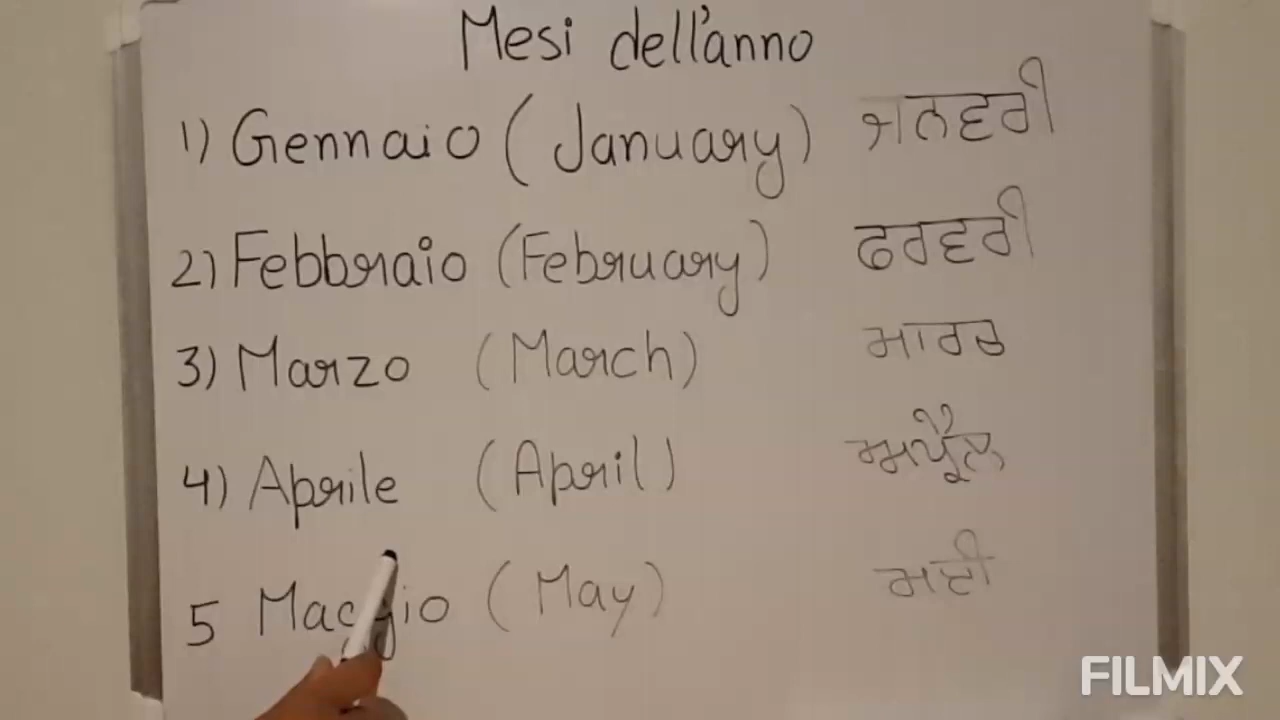 Mesi dell'anno
1) Gennaio (January) ਜਨਵਰੀ
2) Febbraio (February) ਫਰਵਰੀ
3) Marzo (March) ਮਾਰਚ
4) Aprile (April) ਅਪ੍ਰੈਲ
5 Maggio (May) ਮਈ
FILMIX